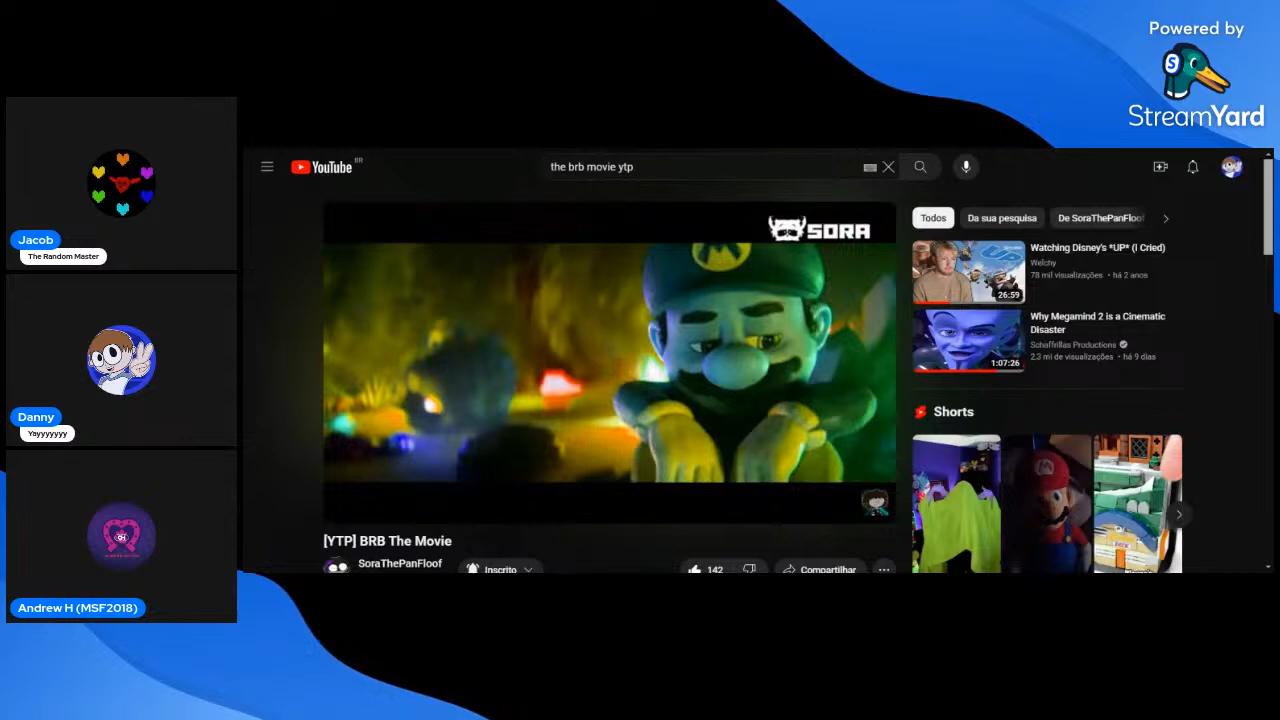 Powered by
StreamYard
Jacob
The Random Master
Danny
Yayyyyyyy
Andrew H (MSF2018)
YouTube BR
the brb movie ytp
SORA
[YTP] BRB The Movie
SoraThePanFloof
Inscrito
142
Compartilhar
Todos
Da sua pesquisa
De SoraThePanFloof
Watching Disney's *UP* (I Cried)
Welchy
78 mil visualizações • há 2 anos
26:59
Why Megamind 2 is a Cinematic
Disaster
Schaffrillas Productions
2.3 mi de visualizações • há 9 dias
1:07:26
Shorts